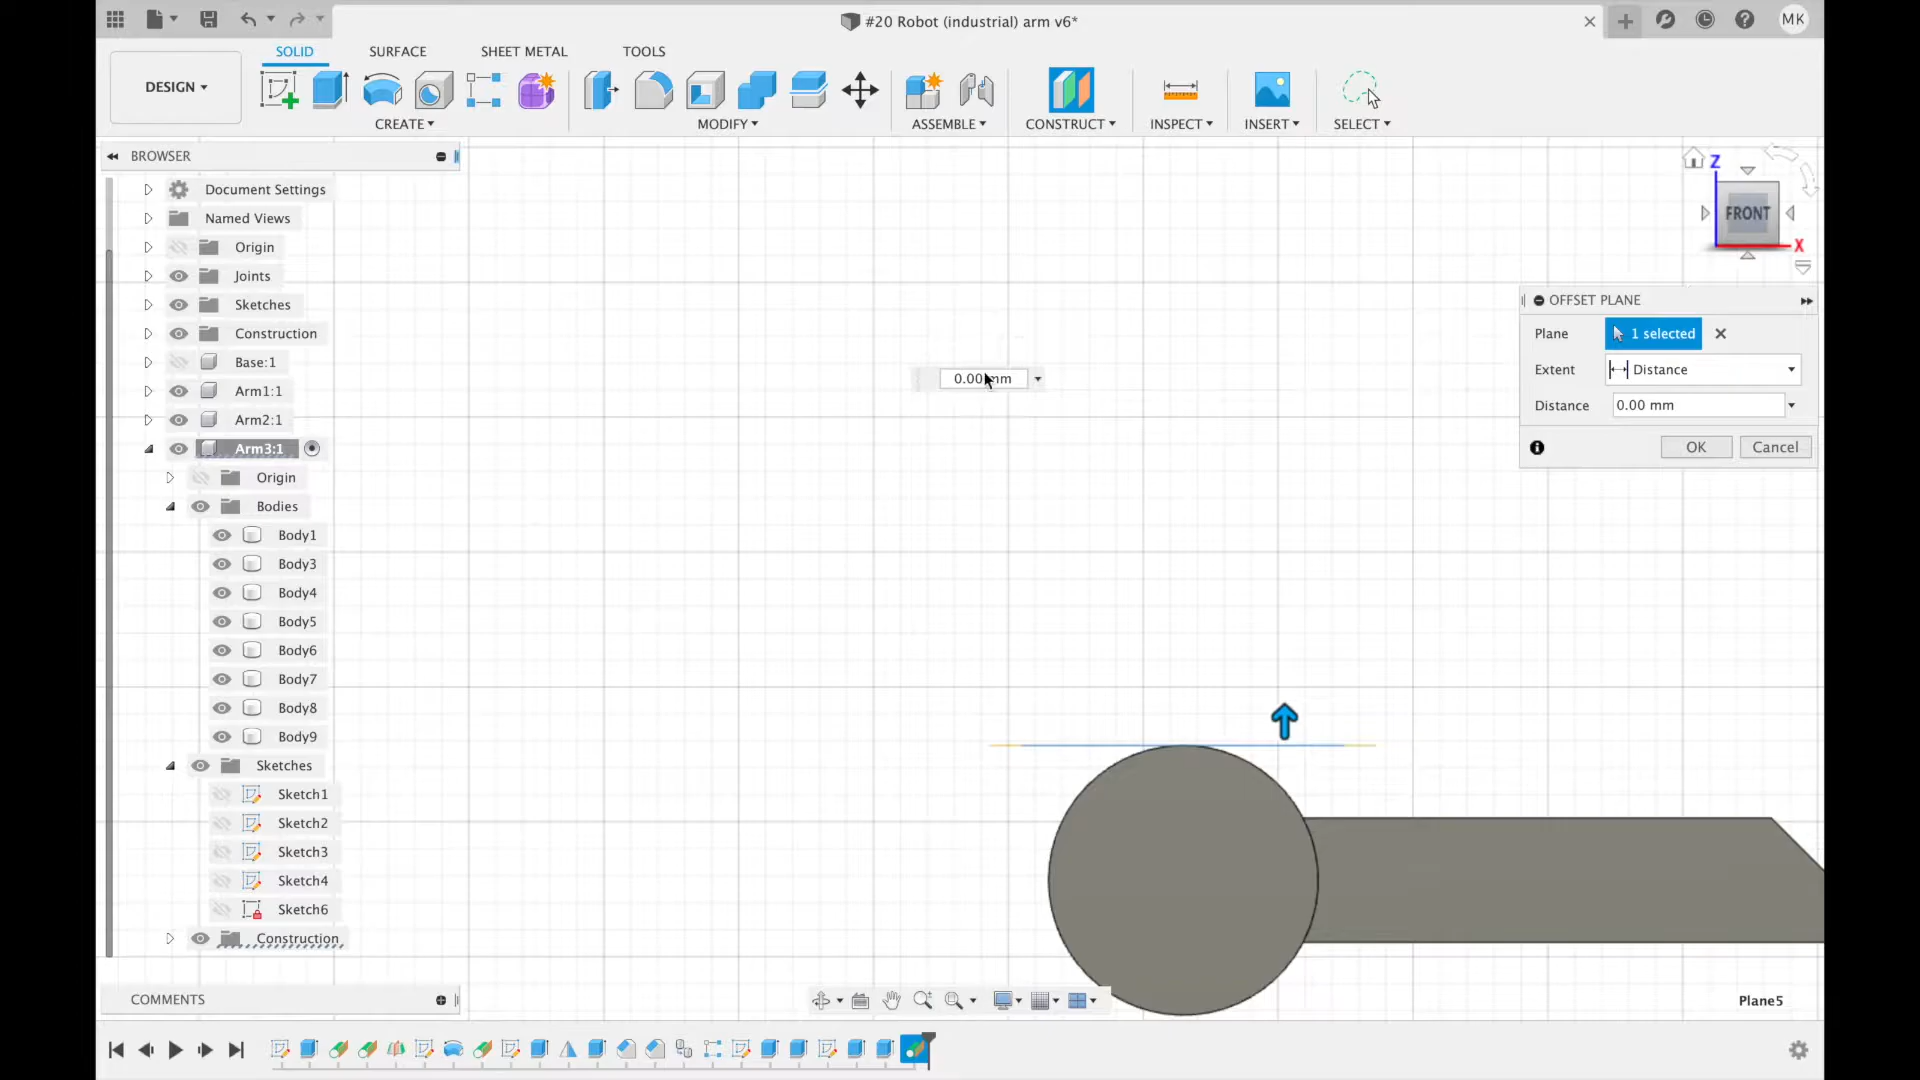 #20 Robot (industrial) arm v6*
MK
DESIGN
SOLID
SURFACE
SHEET METAL
TOOLS
CREATE
MODIFY
ASSEMBLE
CONSTRUCT
INSPECT
INSERT
SELECT
BROWSER
Document Settings
Named Views
Origin
Joints
Sketches
Construction
Base:1
Arm1:1
Arm2:1
Arm3:1
Origin
Bodies
Body1
Body3
Body4
Body5
Body6
Body7
Body8
Body9
Sketches
Sketch1
Sketch2
Sketch3
Sketch4
Sketch6
Construction
COMMENTS
0.00 mm
Z
FRONT
X
OFFSET PLANE
Plane
1 selected
Extent
Distance
Distance
0.00 mm
OK
Cancel
Plane5